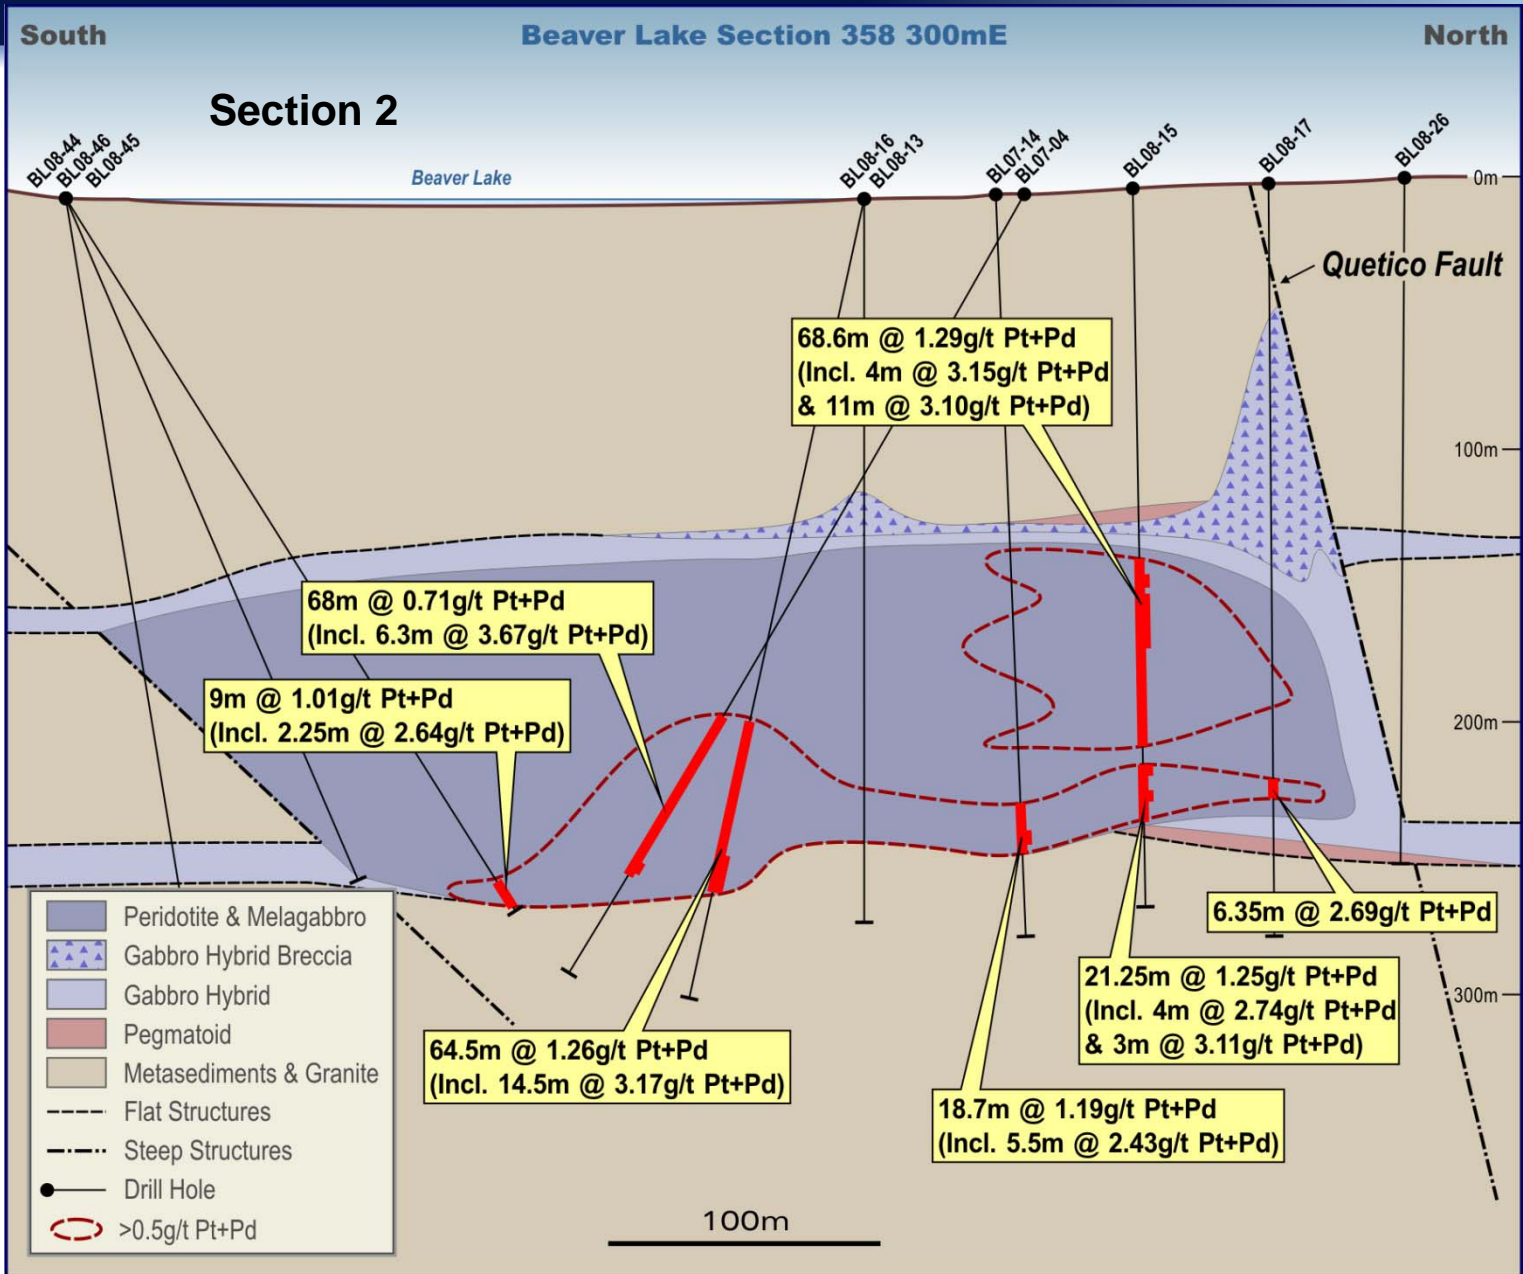 South
Beaver Lake Section 358 300mE
North
Section 2
BL08-44
BL08-46
BL08-45
Beaver Lake
BL08-16
BL08-13
BL07-14
BL07-04
BL08-15
BL08-17
BL08-26
0m
Quetico Fault
68.6m @ 1.29g/t Pt+Pd
(Incl. 4m @ 3.15g/t Pt+Pd
& 11m @ 3.10g/t Pt+Pd)
100m
68m @ 0.71g/t Pt+Pd
(Incl. 6.3m @ 3.67g/t Pt+Pd)
9m @ 1.01g/t Pt+Pd
(Incl. 2.25m @ 2.64g/t Pt+Pd)
200m
6.35m @ 2.69g/t Pt+Pd
21.25m @ 1.25g/t Pt+Pd
(Incl. 4m @ 2.74g/t Pt+Pd
& 3m @ 3.11g/t Pt+Pd)
300m
64.5m @ 1.26g/t Pt+Pd
(Incl. 14.5m @ 3.17g/t Pt+Pd)
18.7m @ 1.19g/t Pt+Pd
(Incl. 5.5m @ 2.43g/t Pt+Pd)
Peridotite & Melagabbro
Gabbro Hybrid Breccia
Gabbro Hybrid
Pegmatoid
Metasediments & Granite
Flat Structures
Steep Structures
Drill Hole
>0.5g/t Pt+Pd
100m